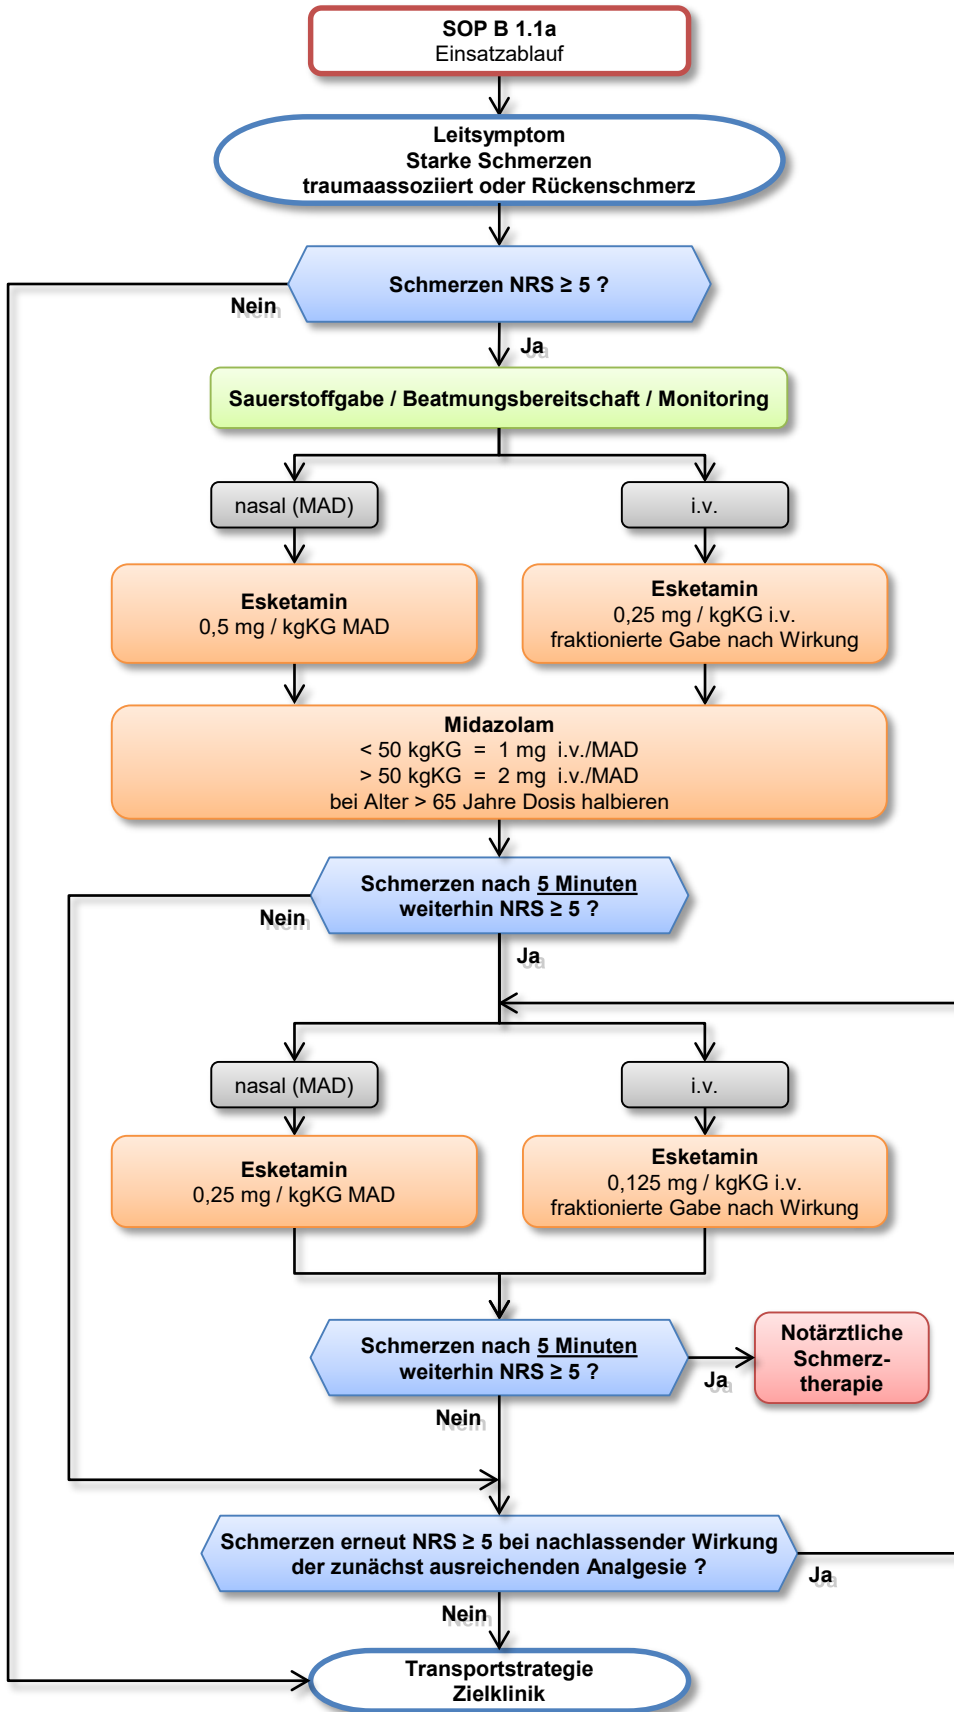 SOP B 1.1a
Einsatzablauf
Leitsymptom
Starke Schmerzen
traumaassoziiert oder Rückenschmerz
Schmerzen NRS ≥ 5 ?
Nein
Ja
Sauerstoffgabe / Beatmungsbereitschaft / Monitoring
nasal (MAD)
i.v.
Esketamin
0,5 mg / kgKG MAD
Esketamin
0,25 mg / kgKG i.v.
fraktionierte Gabe nach Wirkung
Midazolam
< 50 kgKG = 1 mg i.v./MAD
> 50 kgKG = 2 mg i.v./MAD
bei Alter > 65 Jahre Dosis halbieren
Schmerzen nach 5 Minuten
weiterhin NRS ≥ 5 ?
Nein
Ja
nasal (MAD)
i.v.
Esketamin
0,25 mg / kgKG MAD
Esketamin
0,125 mg / kgKG i.v.
fraktionierte Gabe nach Wirkung
Schmerzen nach 5 Minuten
weiterhin NRS ≥ 5 ?
Ja
Notärztliche
Schmerz-
therapie
Nein
Schmerzen erneut NRS ≥ 5 bei nachlassender Wirkung
der zunächst ausreichenden Analgesie ?
Ja
Nein
Transportstrategie
Zielklinik